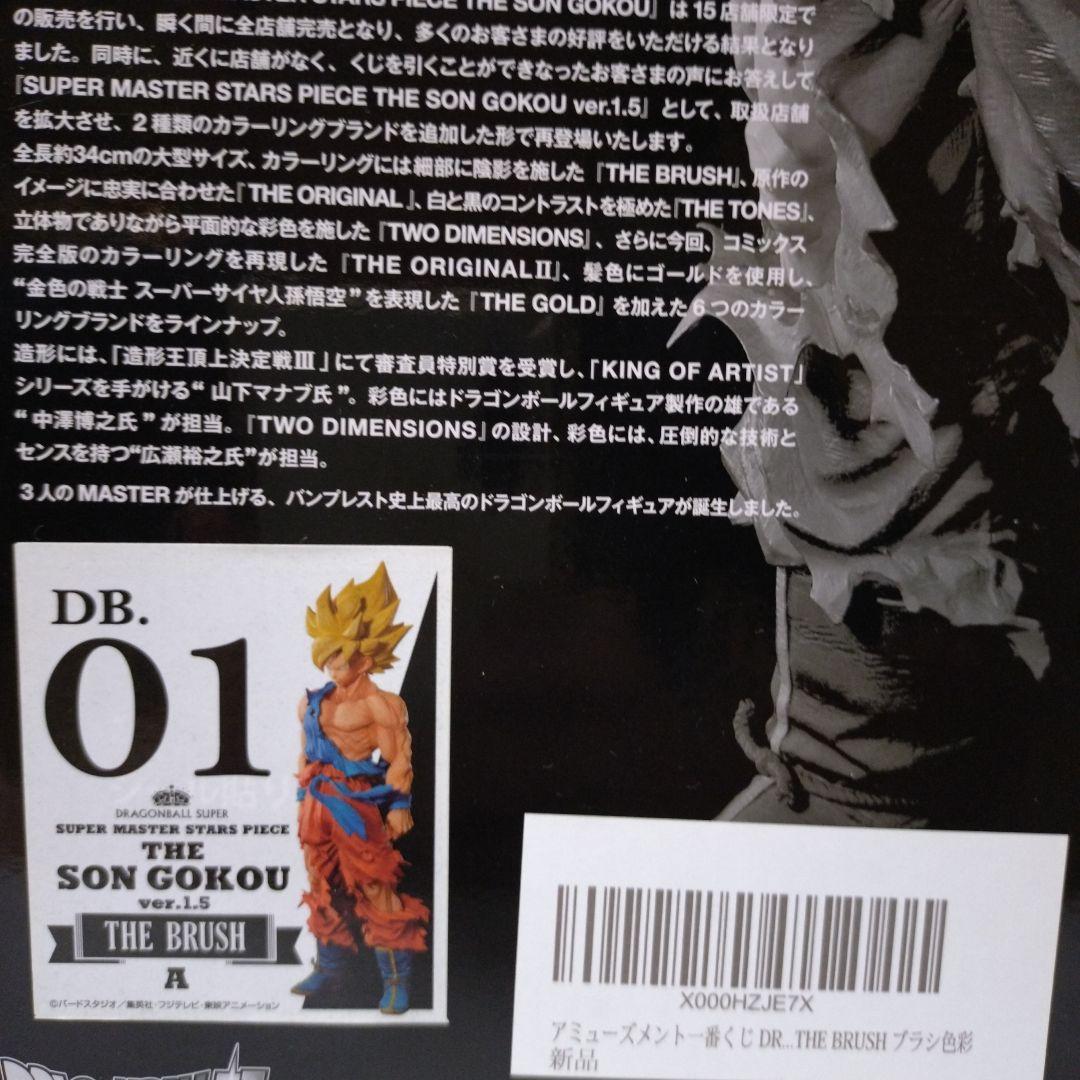 MASTER STARS PIECE THE SON GOKOU』は15店舗限定で
の販売を行い、瞬く間に全店舗完売となり、多くのお客さまの好評をいただける結果となり
ました。同時に、近くに店舗がなく、くじを引くことができなったお客さまの声にお答えして
『SUPER MASTER STARS PIECE THE SON GOKOU ver.1.5』として、取扱店舗
を拡大させ、2種類のカラーリングブランドを追加した形で再登場いたします。
全長約34cmの大型サイズ、カラーリングには細部に陰影を施した『THE BRUSH』、原作の
イメージに忠実に合わせた『THE ORIGINAL』、白と黒のコントラストを極めた『THE TONES』、
立体物でありながら平面的な彩色を施した『TWO DIMENSIONS』、さらに今回、コミックス
完全版のカラーリングを再現した『THE ORIGINALⅡ』、髪色にゴールドを使用し、
“金色の戦士 スーパーサイヤ人孫悟空”を表現した『THE GOLD』を加えた6つのカラー
リングブランドをラインナップ。
造形には、「造形王頂上決定戦Ⅲ」にて審査員特別賞を受賞し、「KING OF ARTIST」
シリーズを手がける“山下マナブ氏”。彩色にはドラゴンボールフィギュア製作の雄である
“中澤博之氏”が担当。『TWO DIMENSIONS』の設計、彩色には、圧倒的な技術と
センスを持つ“広瀬裕之氏”が担当。
3人のMASTERが仕上げる、バンプレスト史上最高のドラゴンボールフィギュアが誕生しました。
DB.
01
DRAGONBALL SUPER
SUPER MASTER STARS PIECE
THE
SON GOKOU
ver.1.5
THE BRUSH
A
©バードスタジオ/集英社・フジテレビ・東映アニメーション
X000HZJE7X
アミューズメント一番くじ DR...THE BRUSH ブラシ色彩
新品